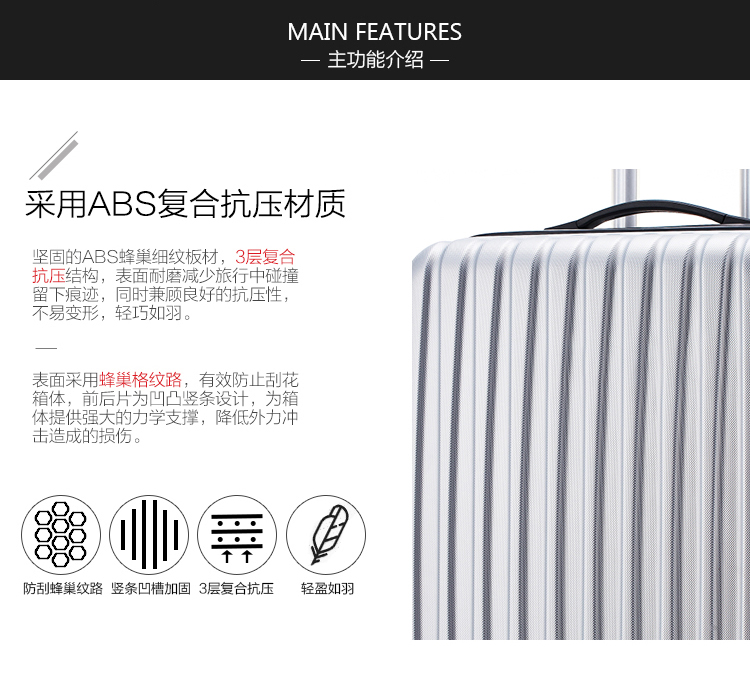 MAIN FEATURES
— 主功能介绍 —
采用ABS复合抗压材质
坚固的ABS蜂巢细纹板材，3层复合
抗压结构，表面耐磨减少旅行中碰撞
留下痕迹，同时兼顾良好的抗压性，
不易变形，轻巧如羽。
表面采用蜂巢格纹路，有效防止刮花
箱体，前后片为凹凸竖条设计，为箱
体提供强大的力学支撑，降低外力冲
击造成的损伤。
防刮蜂巢纹路 竖条凹槽加固 3层复合抗压 轻盈如羽